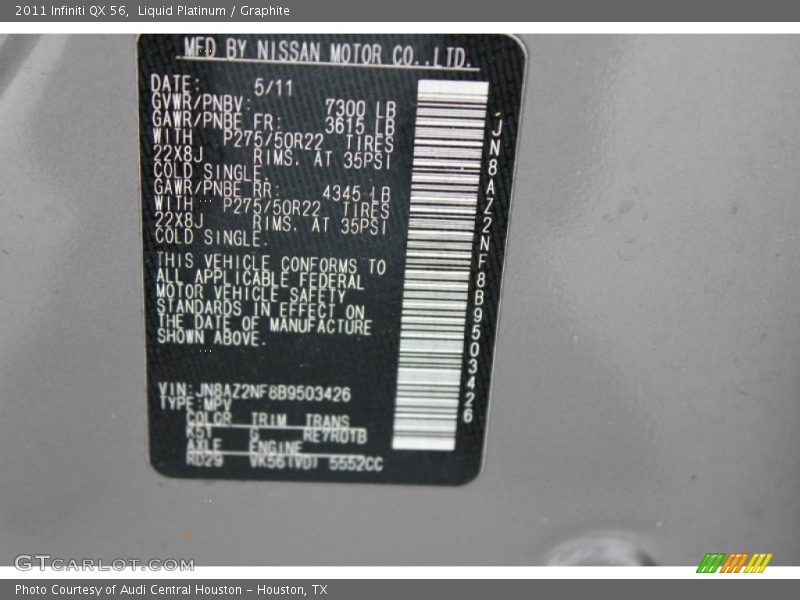 2011 Infiniti QX 56, Liquid Platinum / Graphite
MFD BY NISSAN MOTOR CO.,LTD.
DATE: 5/11
GVWR/PNBV: 7300 LB
GAWR/PNBE FR: 3615 LB
WITH P275/50R22 TIRES
22X8J RIMS. AT 35PSI
COLD SINGLE.
GAWR/PNBE RR: 4345 LB
WITH P275/50R22 TIRES
22X8J RIMS. AT 35PSI
COLD SINGLE.
THIS VEHICLE CONFORMS TO
ALL APPLICABLE FEDERAL
MOTOR VEHICLE SAFETY
STANDARDS IN EFFECT ON
THE DATE OF MANUFACTURE
SHOWN ABOVE.
VIN:JN8AZ2NF8B9503426
TYPE:MPV
COLOR TRIM TRANS
K51 G RE7R01B
AXLE ENGINE
RD29 VK56(VD) 5552CC
JN8AZ2NF8B9503426
GTCARLOT.COM
Photo Courtesy of Audi Central Houston - Houston, TX